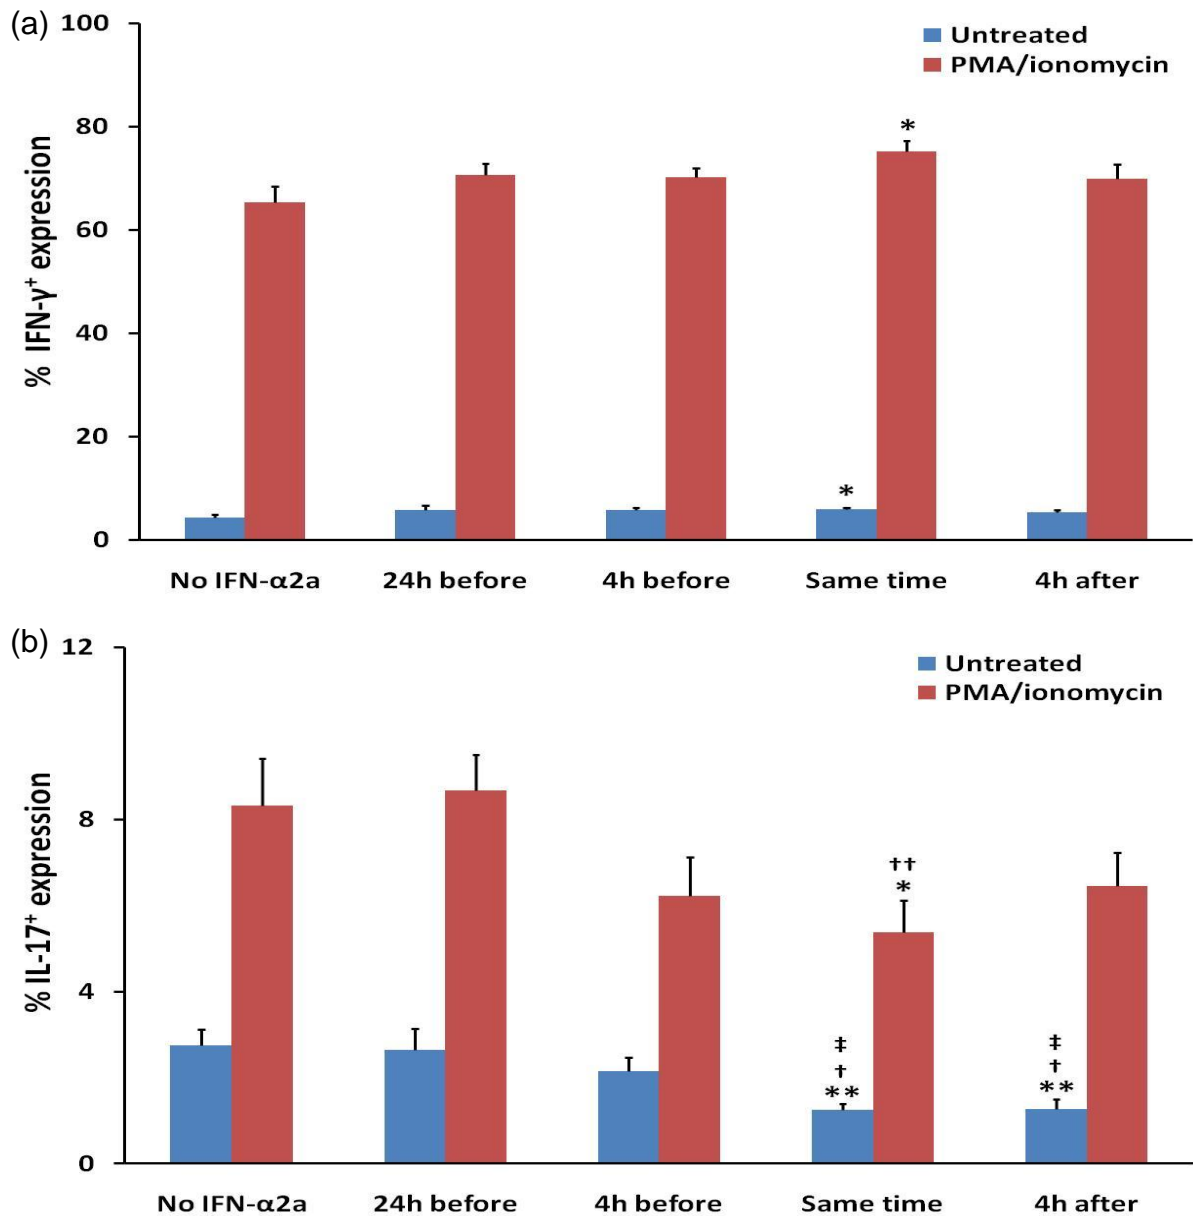 (a)
100
80
60
40
20
0
% IFN-γ⁺ expression
Untreated
PMA/ionomycin
*
*
No IFN-α2a
24h before
4h before
Same time
4h after
(b)
12
8
4
0
% IL-17⁺ expression
Untreated
PMA/ionomycin
††
*
‡
†
**
‡
†
**
No IFN-α2a
24h before
4h before
Same time
4h after